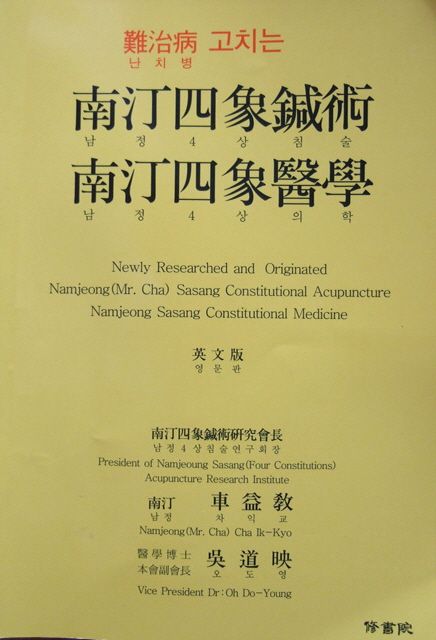 難治病 고치는
난치병
南汀四象鍼術
남정4상침술
南汀四象醫學
남정4상의학
Newly Researched and Originated
Namjeong(Mr. Cha) Sasang Constitutional Acupuncture
Namjeong Sasang Constitutional Medicine
英文版
영문판
南汀四象鍼術硏究會長
남정4상침술연구회장
President of Namjeoung Sasang(Four Constitutions)
Acupuncture Research Institute
南汀 車益敎
남정 차익교
Namjeong(Mr. Cha) Cha Ik-Kyo
醫學博士
本會副會長 吳道映
오도영
Vice President Dr: Oh Do-Young
修書院